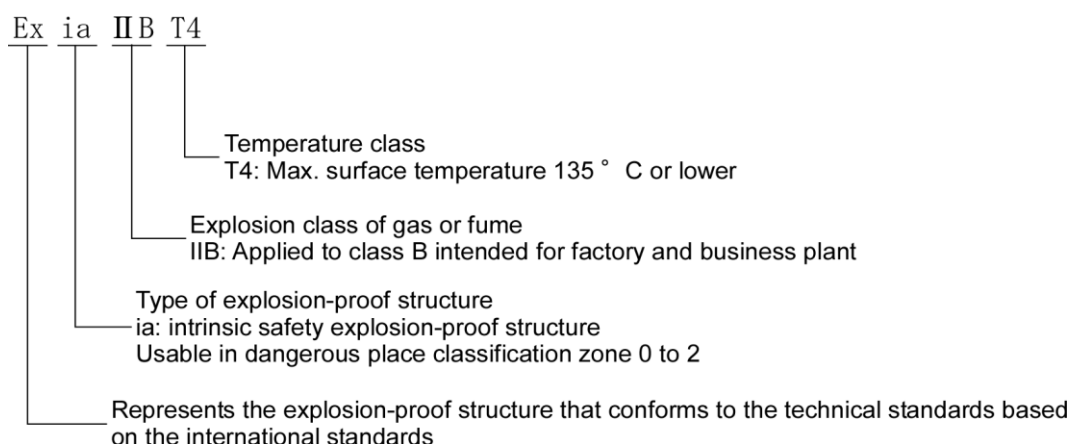 Ex ia ⅡB T4
Temperature class
T4: Max. surface temperature 135 ° C or lower
Explosion class of gas or fume
IIB: Applied to class B intended for factory and business plant
Type of explosion-proof structure
ia: intrinsic safety explosion-proof structure
Usable in dangerous place classification zone 0 to 2
Represents the explosion-proof structure that conforms to the technical standards based
on the international standards